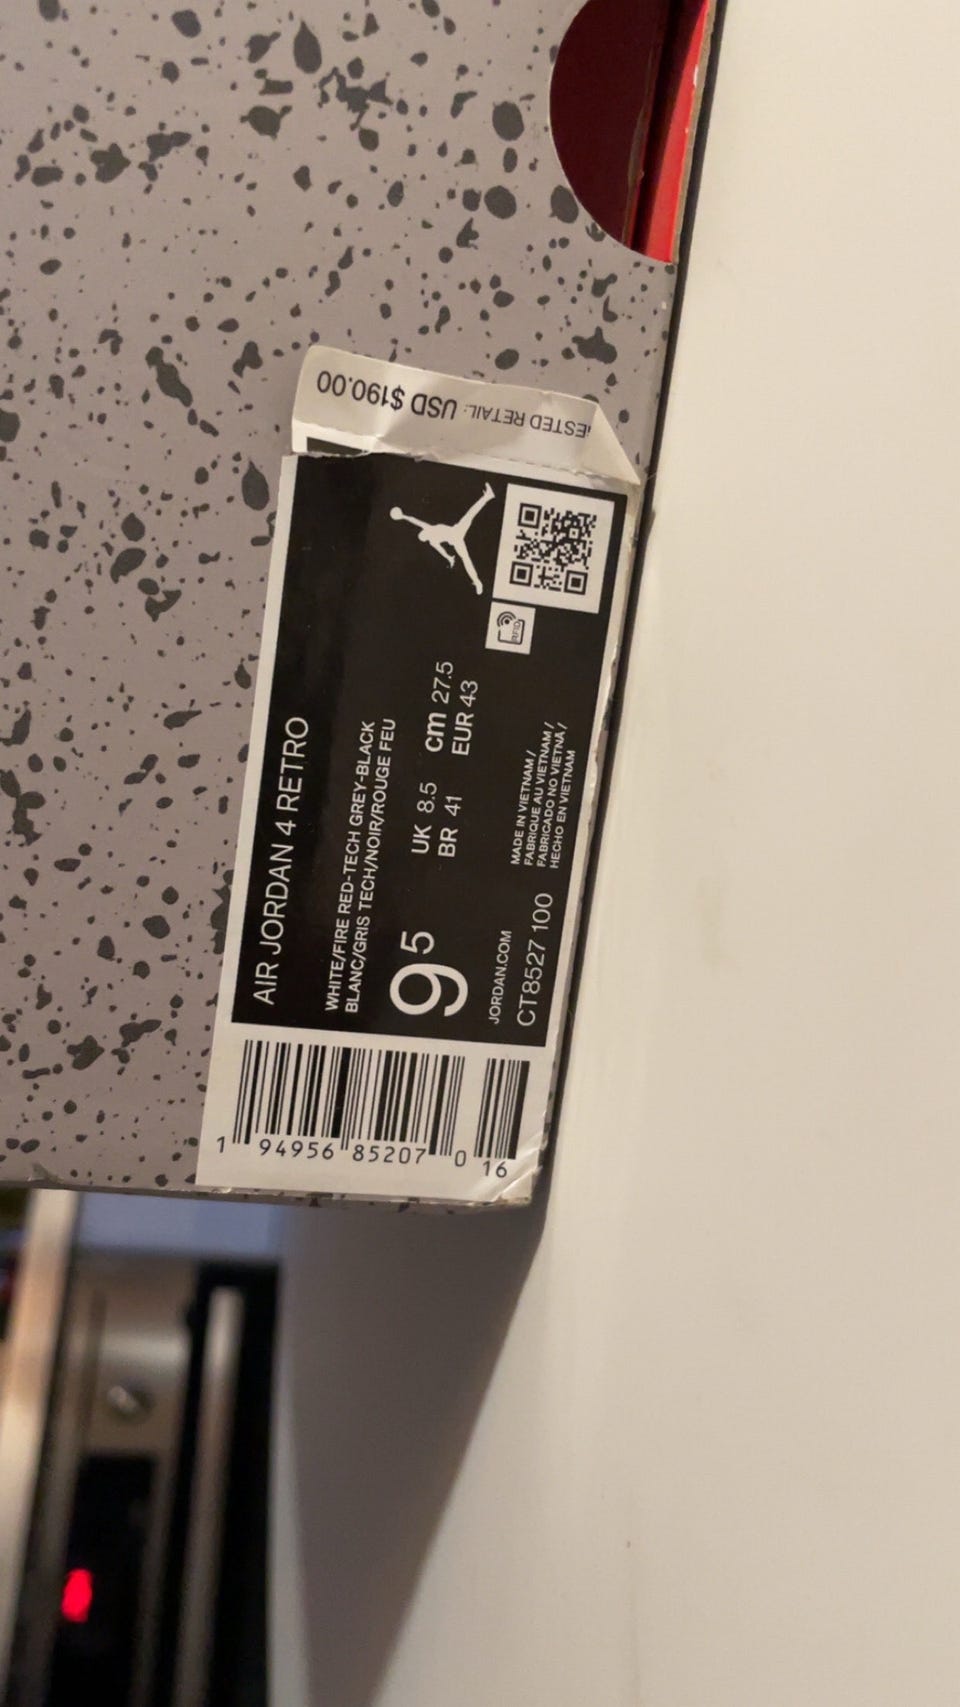 ESTED RETAIL: USD $190.00
AIR JORDAN 4 RETRO
WHITE/FIRE RED-TECH GREY-BLACK
BLANC/GRIS TECH/NOIR/ROUGE FEU
9 5
UK 8.5 cm 27.5
BR 41 EUR 43
RFID
JORDAN.COM
CT8527 100
MADE IN VIETNAM /
FABRIQUE AU VIETNAM /
FABRICADO NO VIETNÃ /
HECHO EN VIETNAM
1 94956 85207 0 16